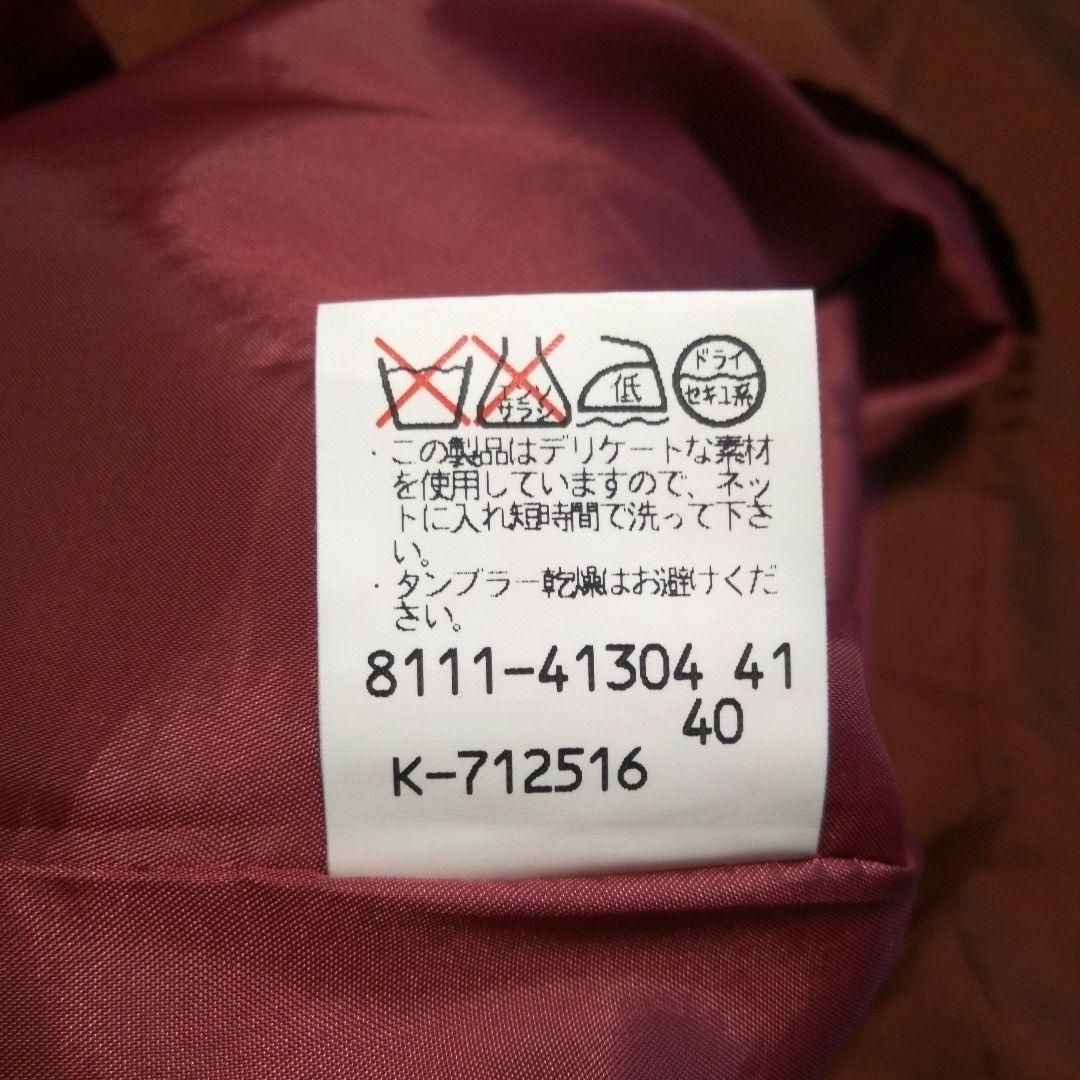 エンソ
サラシ
低
ドライ
セキユ系
・この製品はデリケートな素材
を使用していますので、ネッ
トに入れ短時間で洗って下さ
い。
・タンブラー乾燥はお避けくだ
さい。
8111-41304 41
40
K-712516